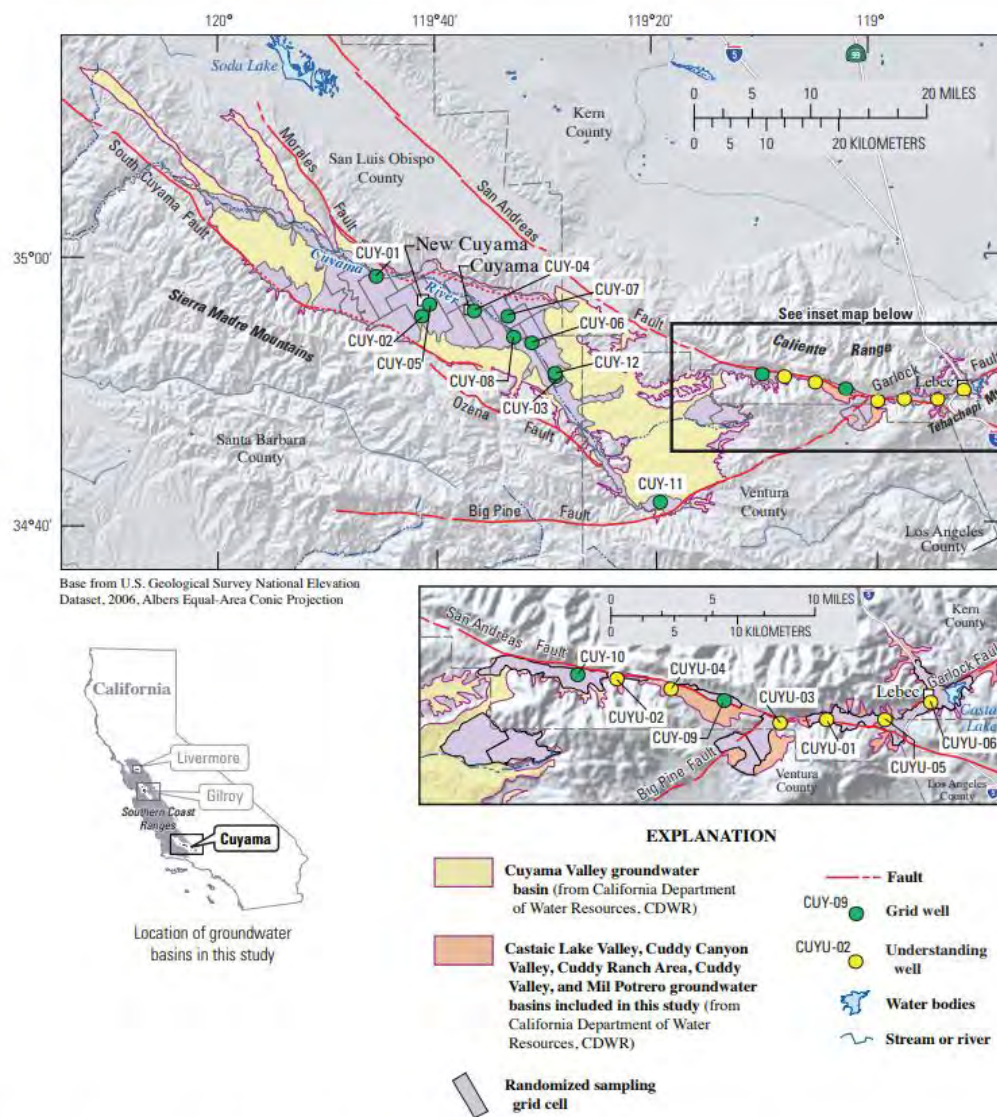 120°
119°40'
119°20'
119°
Soda Lake
5
99
0 5 10 20 MILES
0 5 10 20 KILOMETERS
Kern
County
San Luis Obispo
County
Morales
Fault
South Cuyama Fault
San Andreas
Fault
35°00'
CUY-01
New Cuyama
Cuyama
CUY-04
Cuyama
River
CUY-07
CUY-06
CUY-02
CUY-05
CUY-08
CUY-12
CUY-03
Sierra Madre Mountains
Ozena
Fault
See inset map below
Caliente Range
Garlock
Fault
Lebec
Tehachapi
Santa Barbara
County
CUY-11
Ventura
County
34°40'
Big Pine Fault
Los Angeles
County
Base from U.S. Geological Survey National Elevation
Dataset, 2006, Albers Equal-Area Conic Projection
0 5 10 MILES
0 5 10 KILOMETERS
5
Kern
County
San Andreas Fault
CUY-10
CUYU-04
CUYU-03
Garlock Fault
Lebec
CUYU-02
CUY-09
CUYU-01
CUYU-06
CUYU-05
Lake
Big Pine Fault
Ventura
County
Los Angeles
County
5
California
Livermore
Gilroy
Southern Coast
Ranges
Cuyama
Location of groundwater
basins in this study
EXPLANATION
Cuyama Valley groundwater
basin (from California Department
of Water Resources, CDWR)
Castaic Lake Valley, Cuddy Canyon
Valley, Cuddy Ranch Area, Cuddy
Valley, and Mil Potrero groundwater
basins included in this study (from
California Department of Water
Resources, CDWR)
Randomized sampling
grid cell
Fault
CUY-09
Grid well
CUYU-02
Understanding
well
Water bodies
Stream or river